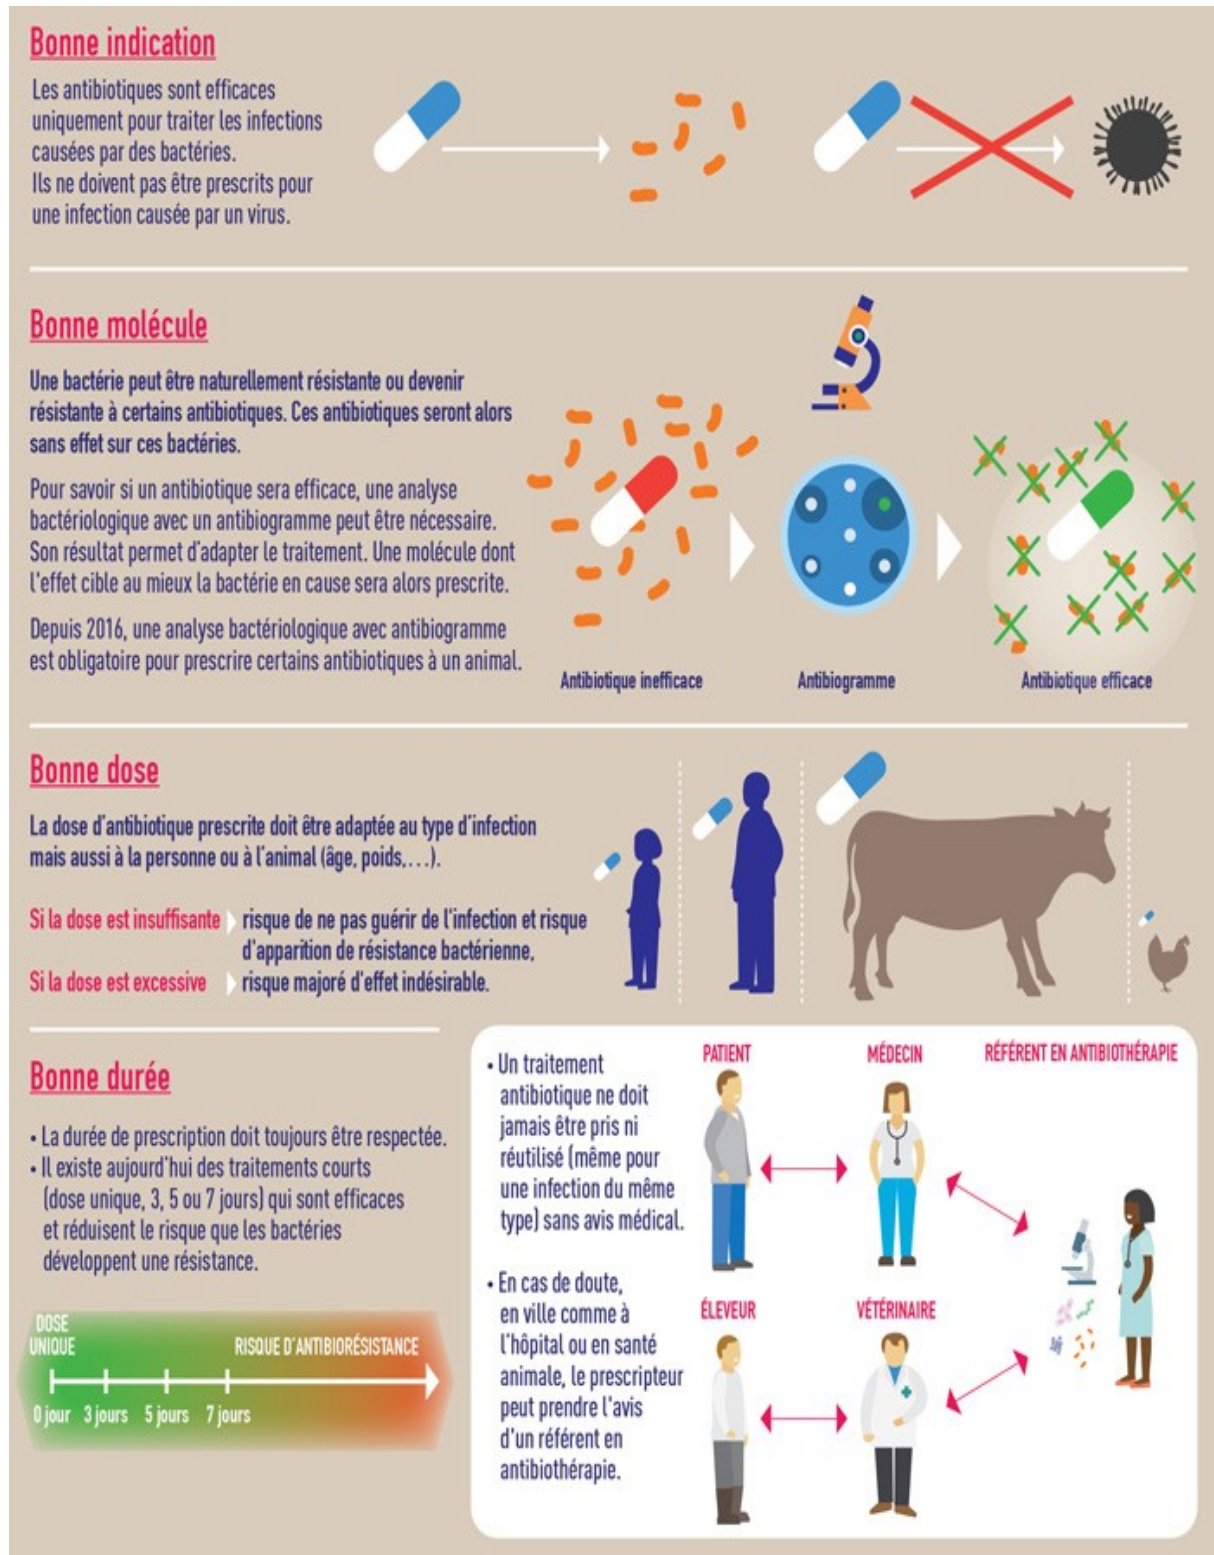 Bonne indication
Les antibiotiques sont efficaces
uniquement pour traiter les infections
causées par des bactéries.
Ils ne doivent pas être prescrits pour
une infection causée par un virus.
Bonne molécule
Une bactérie peut être naturellement résistante ou devenir
résistante à certains antibiotiques. Ces antibiotiques seront alors
sans effet sur ces bactéries.
Pour savoir si un antibiotique sera efficace, une analyse
bactériologique avec un antibiogramme peut être nécessaire.
Son résultat permet d'adapter le traitement. Une molécule dont
l'effet cible au mieux la bactérie en cause sera alors prescrite.
Depuis 2016, une analyse bactériologique avec antibiogramme
est obligatoire pour prescrire certains antibiotiques à un animal.
Antibiotique inefficace
Antibiogramme
Antibiotique efficace
Bonne dose
La dose d'antibiotique prescrite doit être adaptée au type d'infection
mais aussi à la personne ou à l'animal (âge, poids,...).
Si la dose est insuffisante risque de ne pas guérir de l'infection et risque
d'apparition de résistance bactérienne,
Si la dose est excessive risque majoré d'effet indésirable.
Bonne durée
• La durée de prescription doit toujours être respectée.
• Il existe aujourd'hui des traitements courts
(dose unique, 3, 5 ou 7 jours) qui sont efficaces
et réduisent le risque que les bactéries
développent une résistance.
DOSE
UNIQUE
RISQUE D'ANTIBIORÉSISTANCE
0 jour 3 jours 5 jours 7 jours
• Un traitement
antibiotique ne doit
jamais être pris ni
réutilisé (même pour
une infection du même
type) sans avis médical.
• En cas de doute,
en ville comme à
l'hôpital ou en santé
animale, le prescripteur
peut prendre l'avis
d'un référent en
antibiothérapie.
PATIENT
MÉDECIN
RÉFÉRENT EN ANTIBIOTHÉRAPIE
ÉLEVEUR
VÉTÉRINAIRE